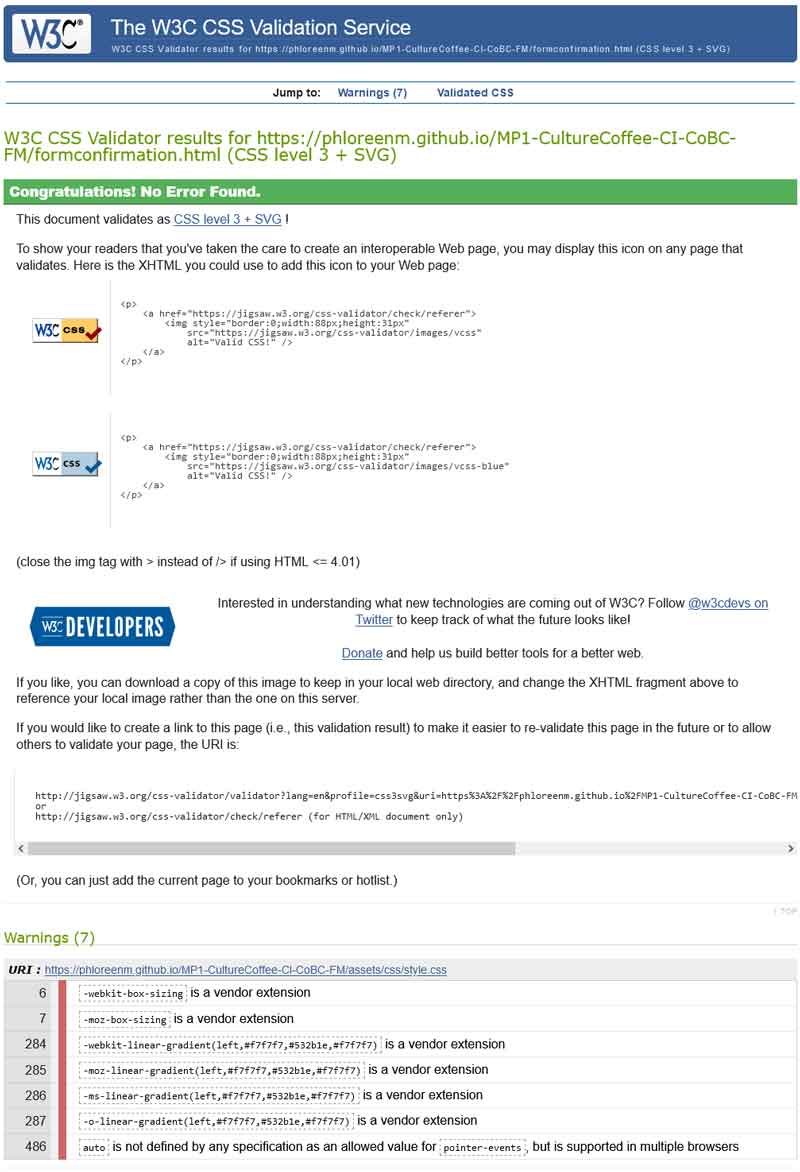 W3C®
The W3C CSS Validation Service
W3C CSS Validator results for https://phloreenm.github.io/MP1-CultureCoffee-CI-CoBC-FM/formconfirmation.html (CSS level 3 + SVG)
Jump to: Warnings (7) Validated CSS
W3C CSS Validator results for https://phloreenm.github.io/MP1-CultureCoffee-CI-CoBC-
FM/formconfirmation.html (CSS level 3 + SVG)
Congratulations! No Error Found.
This document validates as CSS level 3 + SVG !
To show your readers that you've taken the care to create an interoperable Web page, you may display this icon on any page that
validates. Here is the XHTML you could use to add this icon to your Web page:
W3C css
<p>
<a href="https://jigsaw.w3.org/css-validator/check/referer">
<img style="border:0;width:88px;height:31px"
src="https://jigsaw.w3.org/css-validator/images/vcss"
alt="Valid CSS!" />
</a>
</p>
W3C css
<p>
<a href="https://jigsaw.w3.org/css-validator/check/referer">
<img style="border:0;width:88px;height:31px"
src="https://jigsaw.w3.org/css-validator/images/vcss-blue"
alt="Valid CSS!" />
</a>
</p>
(close the img tag with > instead of /> if using HTML <= 4.01)
W3C DEVELOPERS
Interested in understanding what new technologies are coming out of W3C? Follow @w3cdevs on
Twitter to keep track of what the future looks like!
Donate and help us build better tools for a better web.
If you like, you can download a copy of this image to keep in your local web directory, and change the XHTML fragment above to
reference your local image rather than the one on this server.
If you would like to create a link to this page (i.e., this validation result) to make it easier to re-validate this page in the future or to allow
others to validate your page, the URI is:
http://jigsaw.w3.org/css-validator/validator?lang=en&profile=css3svg&uri=https%3A%2F%2Fphloreenm.github.io%2FMP1-CultureCoffee-CI-CoBC-FM
or
http://jigsaw.w3.org/css-validator/check/referer (for HTML/XML document only)
(Or, you can just add the current page to your bookmarks or hotlist.)
↑ TOP
Warnings (7)
URI : https://phloreenm.github.io/MP1-CultureCoffee-CI-CoBC-FM/assets/css/style.css
6 -webkit-box-sizing is a vendor extension
7 -moz-box-sizing is a vendor extension
284 -webkit-linear-gradient(left,#f7f7f7,#532b1e,#f7f7f7) is a vendor extension
285 -moz-linear-gradient(left,#f7f7f7,#532b1e,#f7f7f7) is a vendor extension
286 -ms-linear-gradient(left,#f7f7f7,#532b1e,#f7f7f7) is a vendor extension
287 -o-linear-gradient(left,#f7f7f7,#532b1e,#f7f7f7) is a vendor extension
486 auto is not defined by any specification as an allowed value for pointer-events, but is supported in multiple browsers